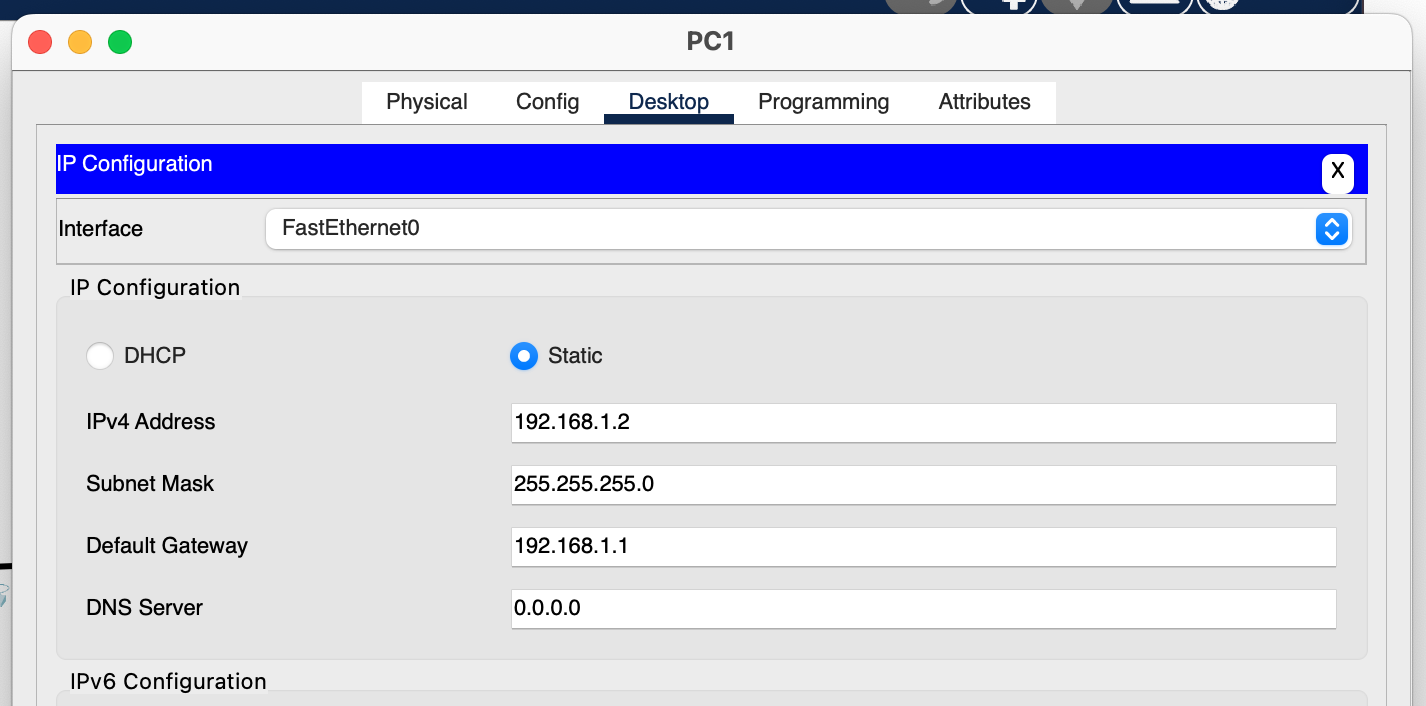 PC1
Physical Config Desktop Programming Attributes
IP Configuration
X
Interface FastEthernet0
IP Configuration
DHCP Static
IPv4 Address 192.168.1.2
Subnet Mask 255.255.255.0
Default Gateway 192.168.1.1
DNS Server 0.0.0.0
IPv6 Configuration